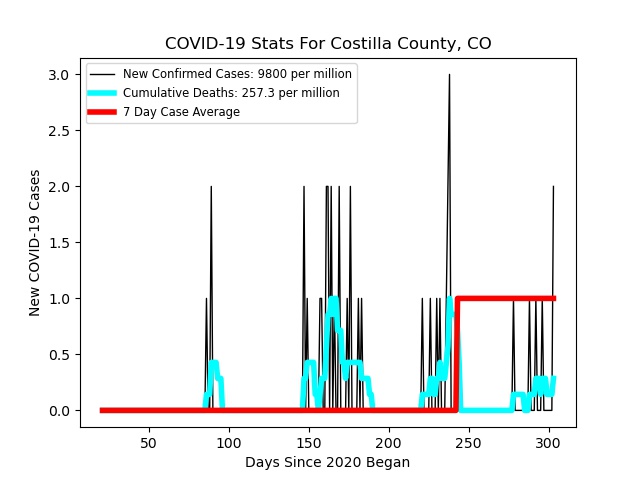 COVID-19 Stats For Costilla County, CO
New Confirmed Cases: 9800 per million
Cumulative Deaths: 257.3 per million
7 Day Case Average
New COVID-19 Cases
3.0
2.5
2.0
1.5
1.0
0.5
0.0
50 100 150 200 250 300
Days Since 2020 Began